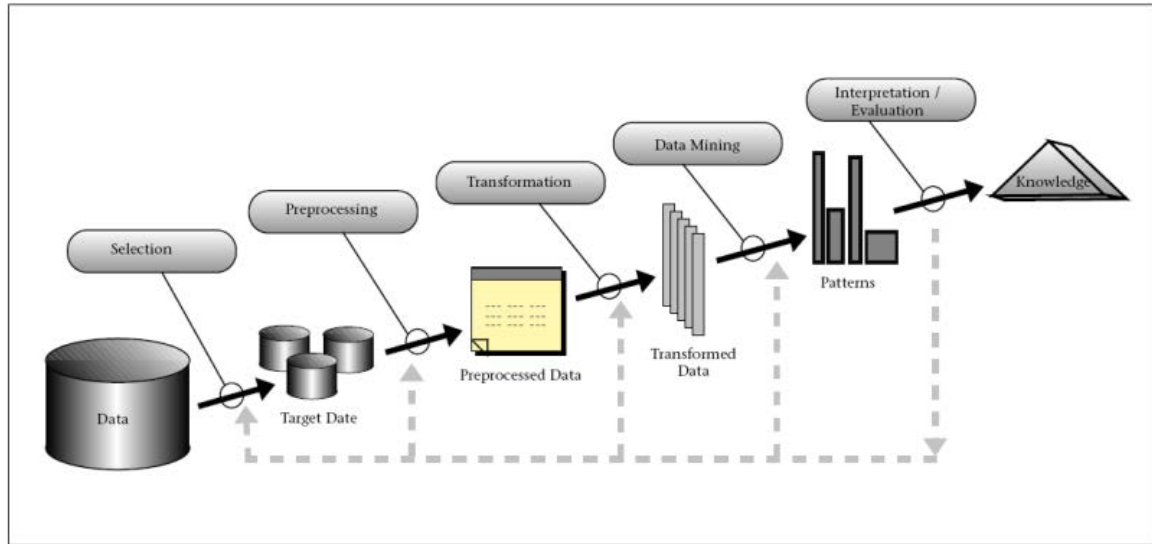 Interpretation /
Evaluation
Data Mining
Transformation
Preprocessing
Selection
Knowledge
Patterns
Transformed
Data
Preprocessed Data
Target Date
Data